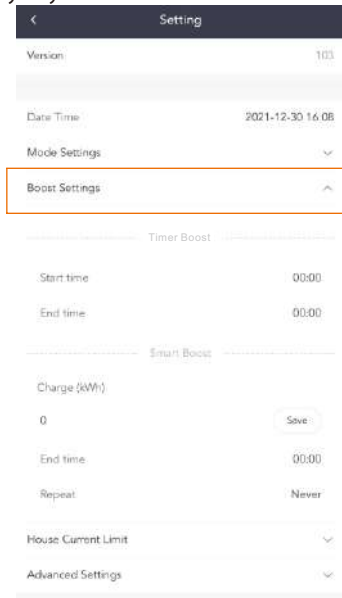 Setting
Version: 103
Date Time 2021-12-30 16:08
Mode Settings
Boost Settings
Timer Boost
Start time 00:00
End time 00:00
Smart Boost
Charge (kWh)
0 Save
End time 00:00
Repeat Never
House Current Limit
Advanced Settings